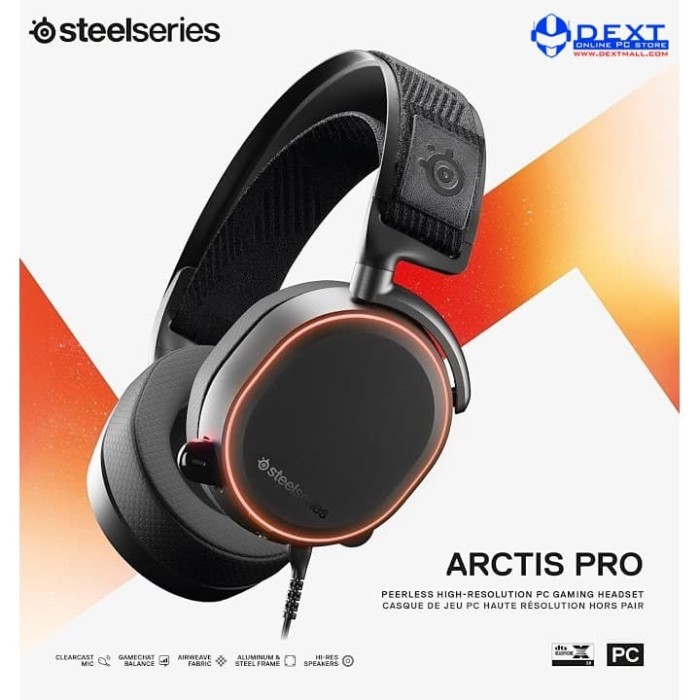 steelseries
DEXT
ONLINE PC STORE
WWW.DEXTMALL.COM
steelseries
ARCTIS PRO
PEERLESS HIGH-RESOLUTION PC GAMING HEADSET
CASQUE DE JEU PC HAUTE RÉSOLUTION HORS PAIR
CLEARCAST
MIC
GAMECHAT
BALANCE
AIRWEAVE
FABRIC
ALUMINUM &
STEEL FRAME
HI-RES
SPEAKERS
dts
HEADPHONE:X
PC